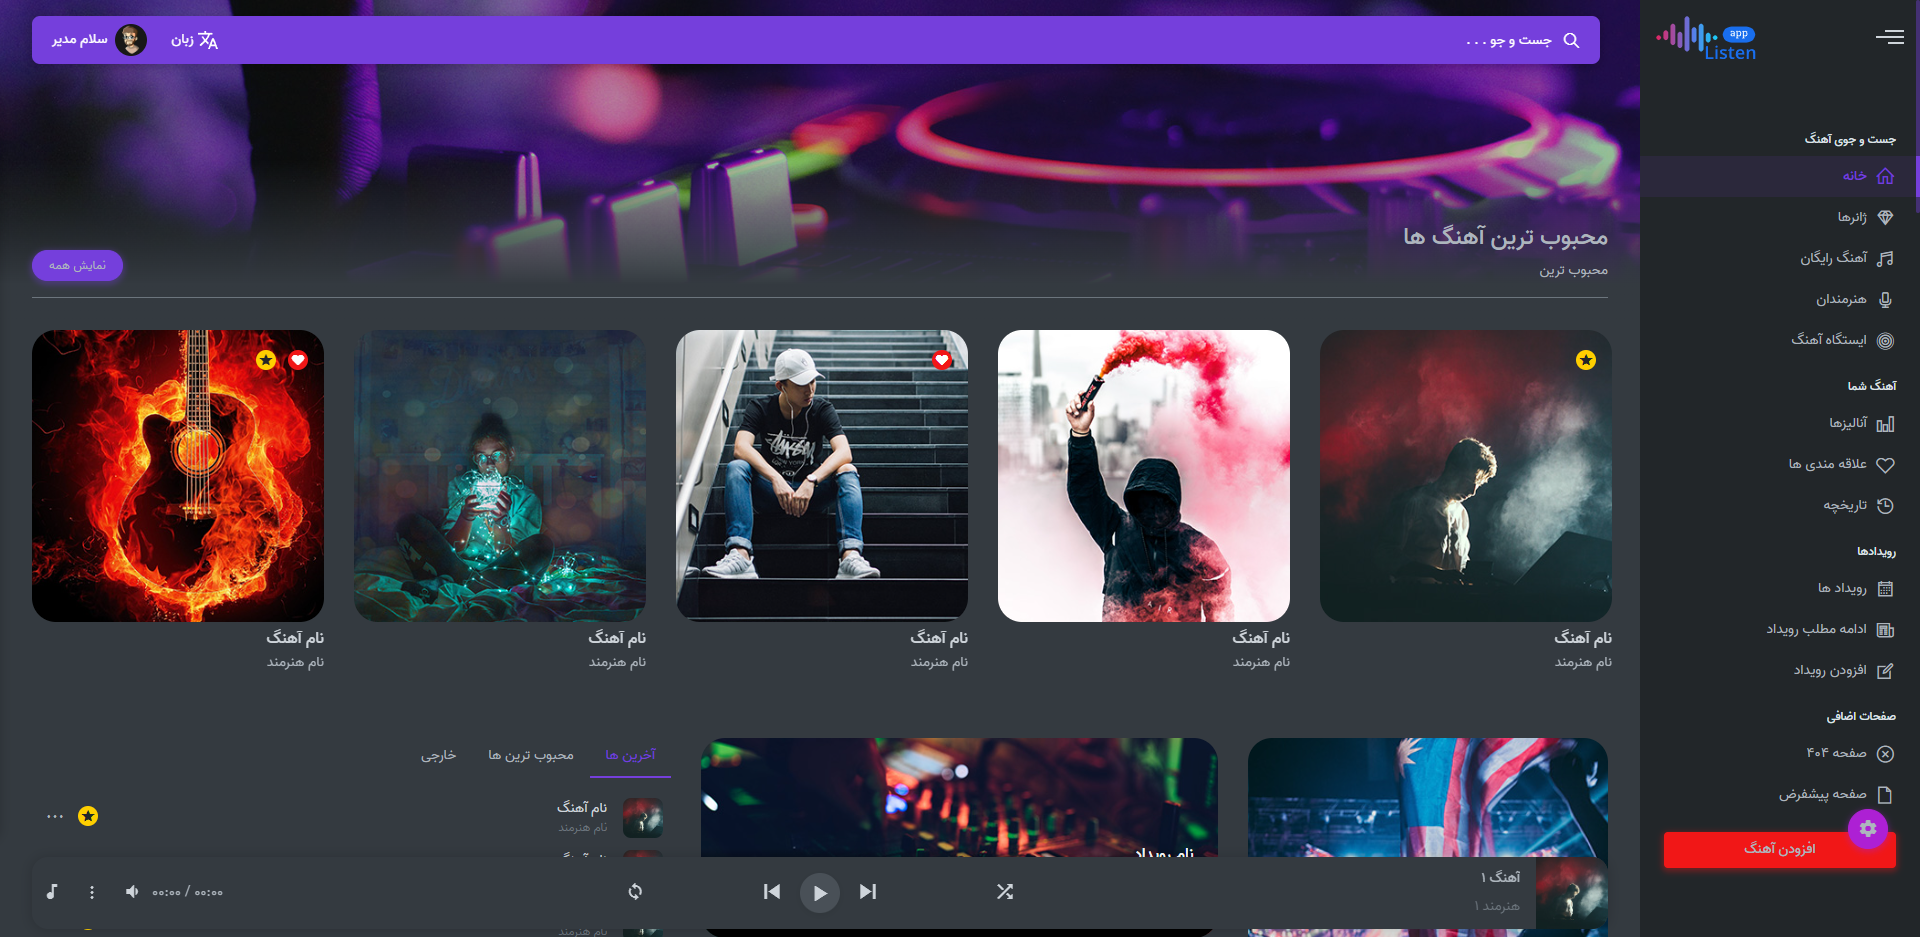 app
Listen
جست و جوی آهنگ
خانه
ژانرها
آهنگ رایگان
هنرمندان
ایستگاه آهنگ
آهنگ شما
آنالیزها
علاقه مندی ها
تاریخچه
رویدادها
رویداد ها
ادامه مطلب رویداد
افزودن رویداد
صفحات اضافی
صفحه ۴۰۴
صفحه پیشفرض
افزودن آهنگ
جست و جو . . .
زبان
سلام مدیر
محبوب ترین آهنگ ها
محبوب ترین
نمایش همه
نام آهنگ
نام هنرمند
نام آهنگ
نام هنرمند
نام آهنگ
نام هنرمند
نام آهنگ
نام هنرمند
نام آهنگ
نام هنرمند
نام رویداد
آخرین ها
محبوب ترین ها
خارجی
نام آهنگ
نام هنرمند
نام هنرمند
آهنگ ۱
هنرمند ۱
۰۰:۰۰ / ۰۰:۰۰